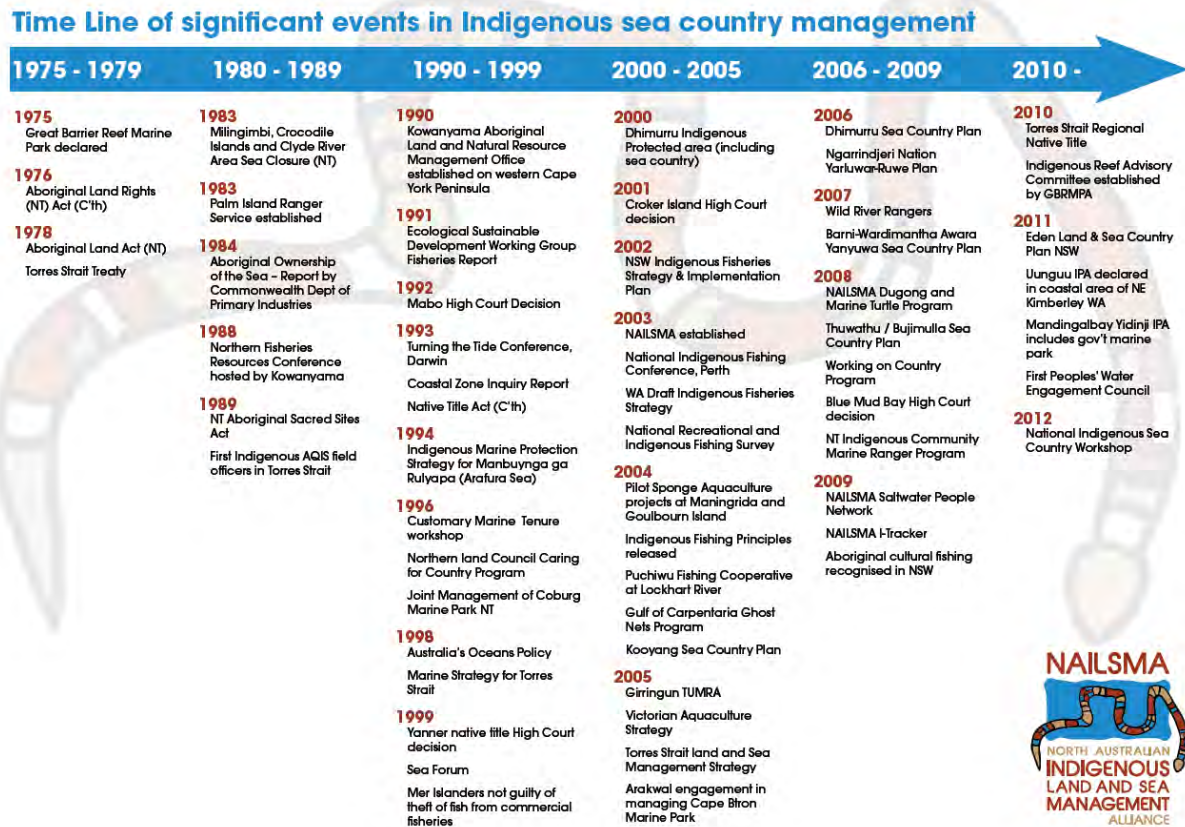 Time Line of significant events in Indigenous sea country management
1975 - 1979
1980 - 1989
1990 - 1999
2000 - 2005
2006 - 2009
2010 -
1975
Great Barrier Reef Marine
Park declared
1976
Aboriginal Land Rights
(NT) Act (C'th)
1978
Aboriginal Land Act (NT)
Torres Strait Treaty
1983
Milingimbi, Crocodile
Islands and Clyde River
Area Sea Closure (NT)
1983
Palm Island Ranger
Service established
1984
Aboriginal Ownership
of the Sea – Report by
Commonwealth Dept of
Primary Industries
1988
Northern Fisheries
Resources Conference
hosted by Kowanyama
1989
NT Aboriginal Sacred Sites
Act
First Indigenous AQIS field
officers in Torres Strait
1990
Kowanyama Aboriginal
Land and Natural Resource
Management Office
established on western Cape
York Peninsula
1991
Ecological Sustainable
Development Working Group
Fisheries Report
1992
Mabo High Court Decision
1993
Turning the Tide Conference,
Darwin
Coastal Zone Inquiry Report
Native Title Act (C'th)
1994
Indigenous Marine Protection
Strategy for Manbuynga ga
Rulyapa (Arafura Sea)
1996
Customary Marine Tenure
workshop
Northern land Council Caring
for Country Program
Joint Management of Coburg
Marine Park NT
1998
Australia's Oceans Policy
Marine Strategy for Torres
Strait
1999
Yanner native title High Court
decision
Sea Forum
Mer Islanders not guilty of
theft of fish from commercial
fisheries
2000
Dhimurru Indigenous
Protected area (including
sea country)
2001
Croker Island High Court
decision
2002
NSW Indigenous Fisheries
Strategy & Implementation
Plan
2003
NAILSMA established
National Indigenous Fishing
Conference, Perth
WA Draft Indigenous Fisheries
Strategy
National Recreational and
Indigenous Fishing Survey
2004
Pilot Sponge Aquaculture
projects at Maningrida and
Goulbourn Island
Indigenous Fishing Principles
released
Puchiwu Fishing Cooperative
at Lockhart River
Gulf of Carpentaria Ghost
Nets Program
Kooyang Sea Country Plan
2005
Girringun TUMRA
Victorian Aquaculture
Strategy
Torres Strait land and Sea
Management Strategy
Arakwal engagement in
managing Cape Btron
Marine Park
2006
Dhimurru Sea Country Plan
Ngarrindjeri Nation
Yarluwar-Ruwe Plan
2007
Wild River Rangers
Barni-Wardimantha Awara
Yanyuwa Sea Country Plan
2008
NAILSMA Dugong and
Marine Turtle Program
Thuwathu / Bujimulla Sea
Country Plan
Working on Country
Program
Blue Mud Bay High Court
decision
NT Indigenous Community
Marine Ranger Program
2009
NAILSMA Saltwater People
Network
NAILSMA I-Tracker
Aboriginal cultural fishing
recognised in NSW
2010
Torres Strait Regional
Native Title
Indigenous Reef Advisory
Committee established
by GBRMPA
2011
Eden Land & Sea Country
Plan NSW
Uunguu IPA declared
in coastal area of NE
Kimberley WA
Mandingalbay Yidinji IPA
includes gov't marine
park
First Peoples' Water
Engagement Council
2012
National Indigenous Sea
Country Workshop
NAILSMA
NORTH AUSTRALIAN
INDIGENOUS
LAND AND SEA
MANAGEMENT
ALLIANCE